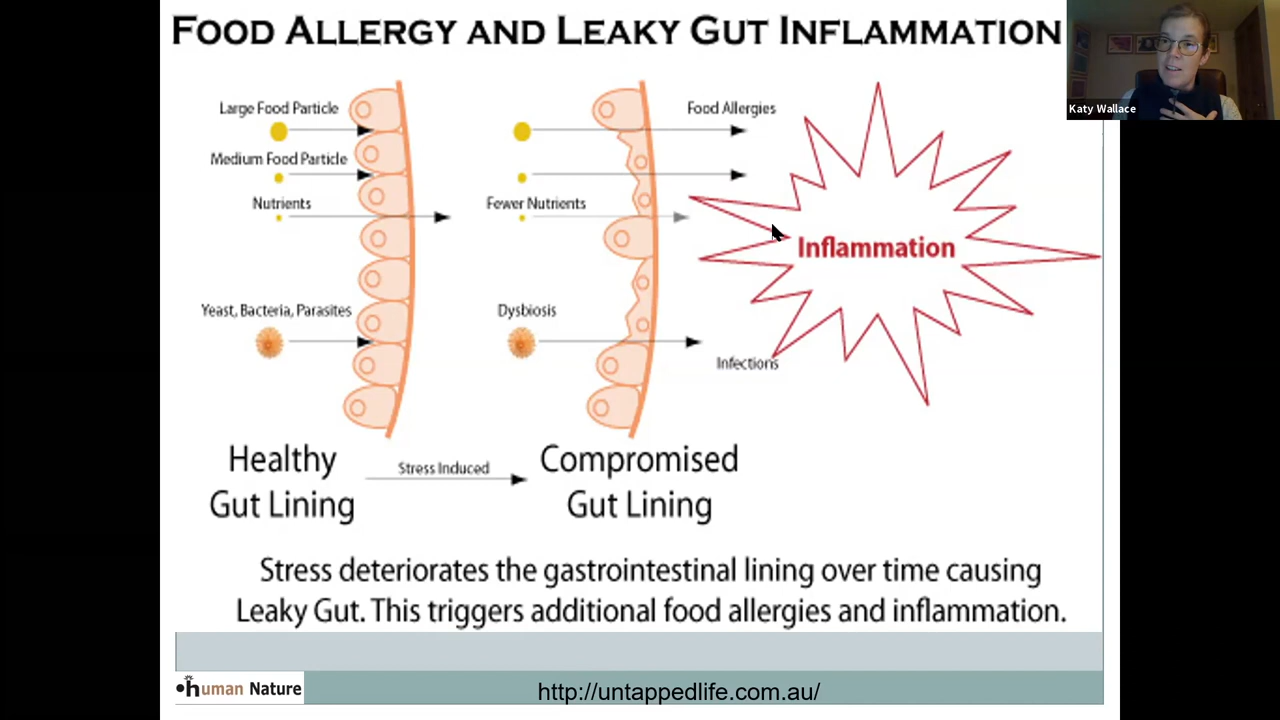 FOOD ALLERGY AND LEAKY GUT INFLAMMATION
Katy Wallace
Large Food Particle
Medium Food Particle
Nutrients
Yeast, Bacteria, Parasites
Food Allergies
Fewer Nutrients
Dysbiosis
Infections
Inflammation
Healthy
Gut Lining
Stress Induced
Compromised
Gut Lining
Stress deteriorates the gastrointestinal lining over time causing
Leaky Gut. This triggers additional food allergies and inflammation.
human Nature
http://untappedlife.com.au/